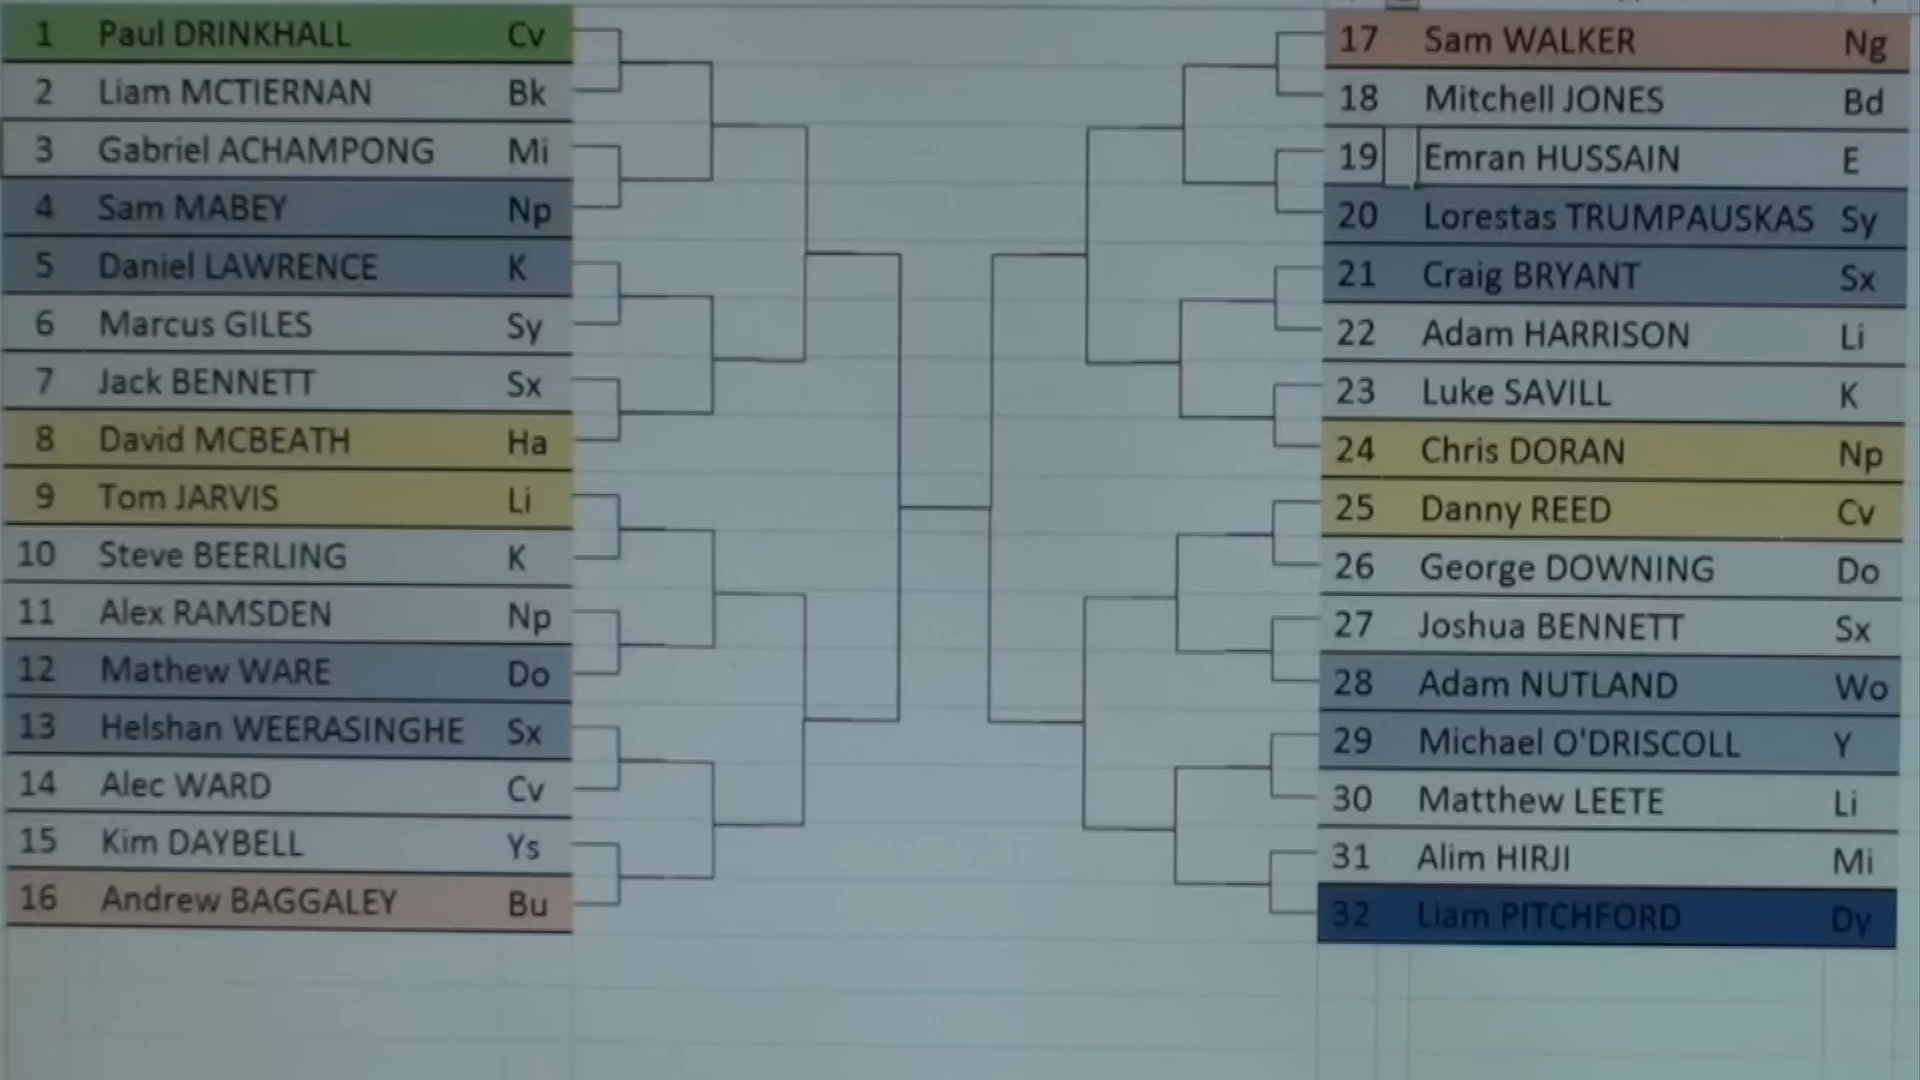 1 Paul DRINKHALL Cv
2 Liam MCTIERNAN Bk
3 Gabriel ACHAMPONG Mi
4 Sam MABEY Np
5 Daniel LAWRENCE K
6 Marcus GILES Sy
7 Jack BENNETT Sx
8 David MCBEATH Ha
9 Tom JARVIS Li
10 Steve BEERLING K
11 Alex RAMSDEN Np
12 Mathew WARE Do
13 Helshan WEERASINGHE Sx
14 Alec WARD Cv
15 Kim DAYBELL Ys
16 Andrew BAGGALEY Bu
17 Sam WALKER Ng
18 Mitchell JONES Bd
19 Emran HUSSAIN E
20 Lorestas TRUMPAUSKAS Sy
21 Craig BRYANT Sx
22 Adam HARRISON Li
23 Luke SAVILL K
24 Chris DORAN Np
25 Danny REED Cv
26 George DOWNING Do
27 Joshua BENNETT Sx
28 Adam NUTLAND Wo
29 Michael O'DRISCOLL Y
30 Matthew LEETE Li
31 Alim HIRJI Mi
32 Liam PITCHFORD Dy